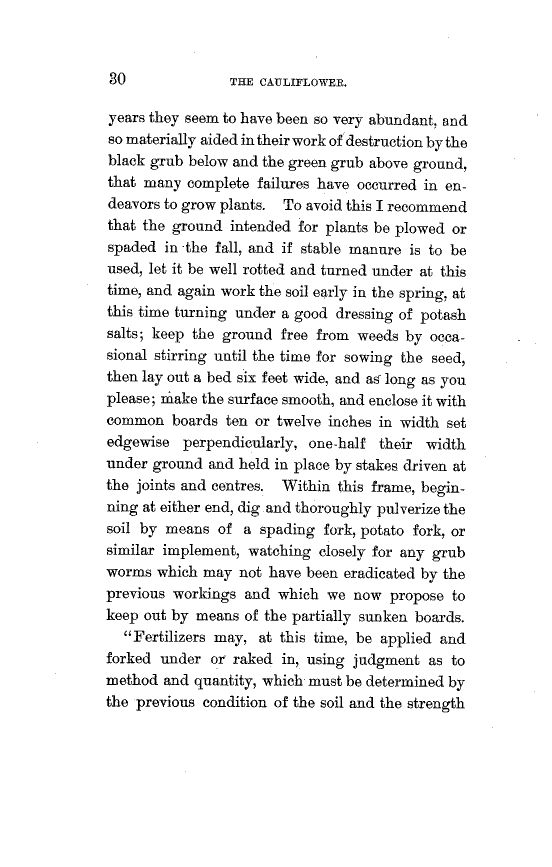 30 THE CAULIFLOWER.
years they seem to have been so very abundant, and
so materially aided in their work of destruction by the
black grub below and the green grub above ground,
that many complete failures have occurred in en-
deavors to grow plants. To avoid this I recommend
that the ground intended for plants be plowed or
spaded in the fall, and if stable manure is to be
used, let it be well rotted and turned under at this
time, and again work the soil early in the spring, at
this time turning under a good dressing of potash
salts; keep the ground free from weeds by occa-
sional stirring until the time for sowing the seed,
then lay out a bed six feet wide, and as long as you
please; make the surface smooth, and enclose it with
common boards ten or twelve inches in width set
edgewise perpendicularly, one-half their width
under ground and held in place by stakes driven at
the joints and centres. Within this frame, begin-
ning at either end, dig and thoroughly pulverize the
soil by means of a spading fork, potato fork, or
similar implement, watching closely for any grub
worms which may not have been eradicated by the
previous workings and which we now propose to
keep out by means of the partially sunken boards.
"Fertilizers may, at this time, be applied and
forked under or raked in, using judgment as to
method and quantity, which must be determined by
the previous condition of the soil and the strength